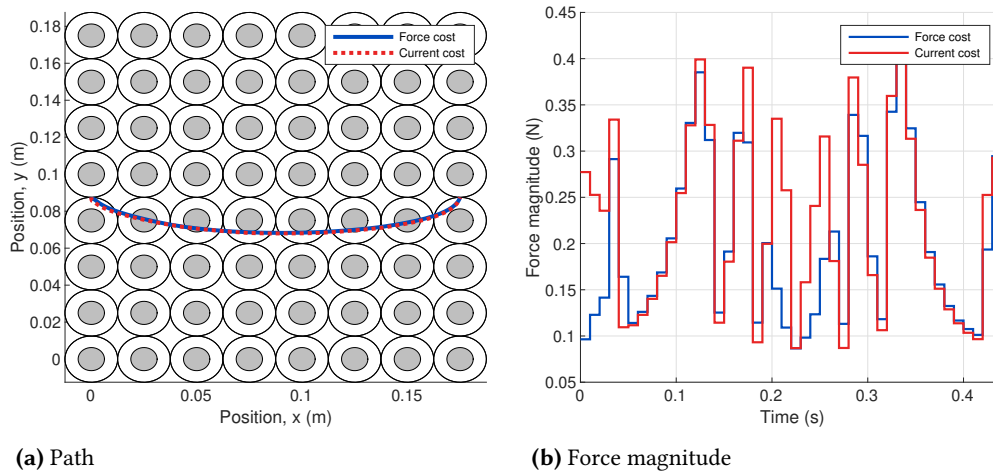 0.18
0.16
0.14
0.12
0.1
0.08
0.06
0.04
0.02
0
Position, y (m)
Force cost
Current cost
0
0.05
0.1
0.15
Position, x (m)
(a) Path
0.45
0.4
0.35
0.3
0.25
0.2
0.15
0.1
0.05
Force magnitude (N)
Force cost
Current cost
0
0.1
0.2
0.3
0.4
Time (s)
(b) Force magnitude